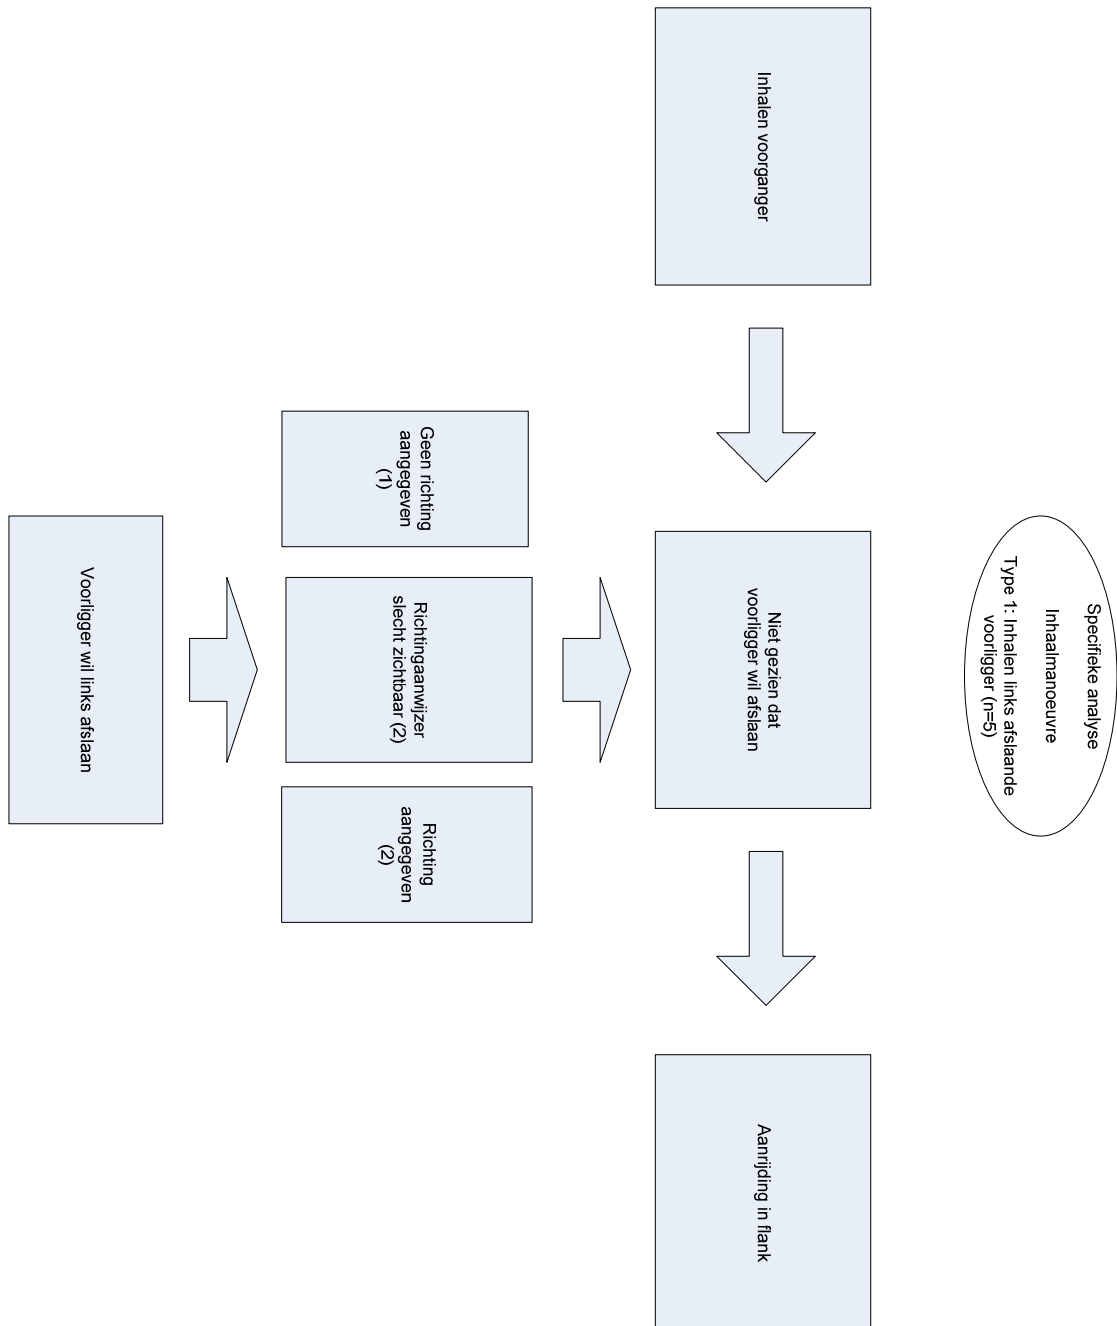 Specifieke analyse
Inhaalmanoeuvre
Type 1: Inhalen links afslaande
voorligger (n=5)
Inhalen voorganger
Niet gezien dat
voorligger wil afslaan
Aanrijding in flank
Geen richting
aangegeven
(1)
Richtingaanwijzer
slecht zichtbaar (2)
Richting
aangegeven
(2)
Voorligger wil links afslaan